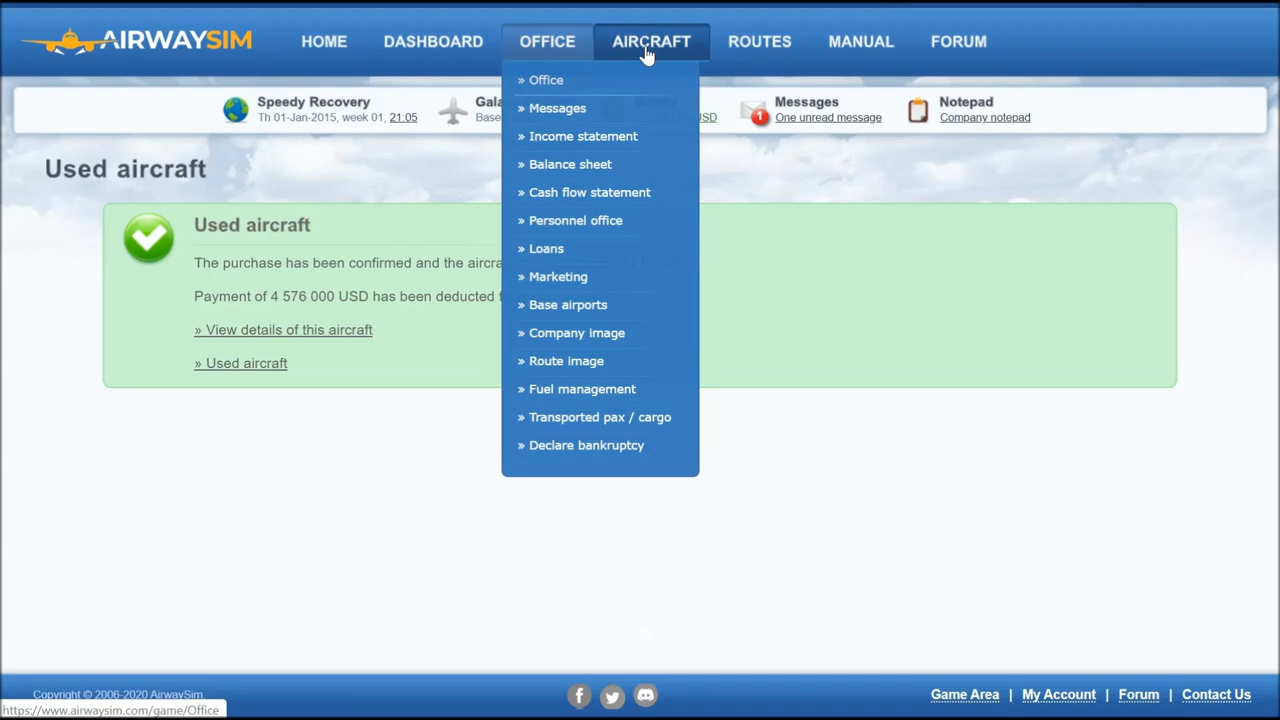 AIRWAYSIM
HOME DASHBOARD OFFICE AIRCRAFT ROUTES MANUAL FORUM
» Office
» Messages
» Income statement
» Balance sheet
» Cash flow statement
» Personnel office
» Loans
» Marketing
» Base airports
» Company image
» Route image
» Fuel management
» Transported pax / cargo
» Declare bankruptcy
Speedy Recovery
Th 01-Jan-2015, week 01, 21:05
Gala
Base
USD
Messages
1
One unread message
Notepad
Company notepad
Used aircraft
Used aircraft
The purchase has been confirmed and the aircra
Payment of 4 576 000 USD has been deducted f
» View details of this aircraft
» Used aircraft
Copyright © 2006-2020 AirwaySim.
Game Area | My Account | Forum | Contact Us
https://www.airwaysim.com/game/Office